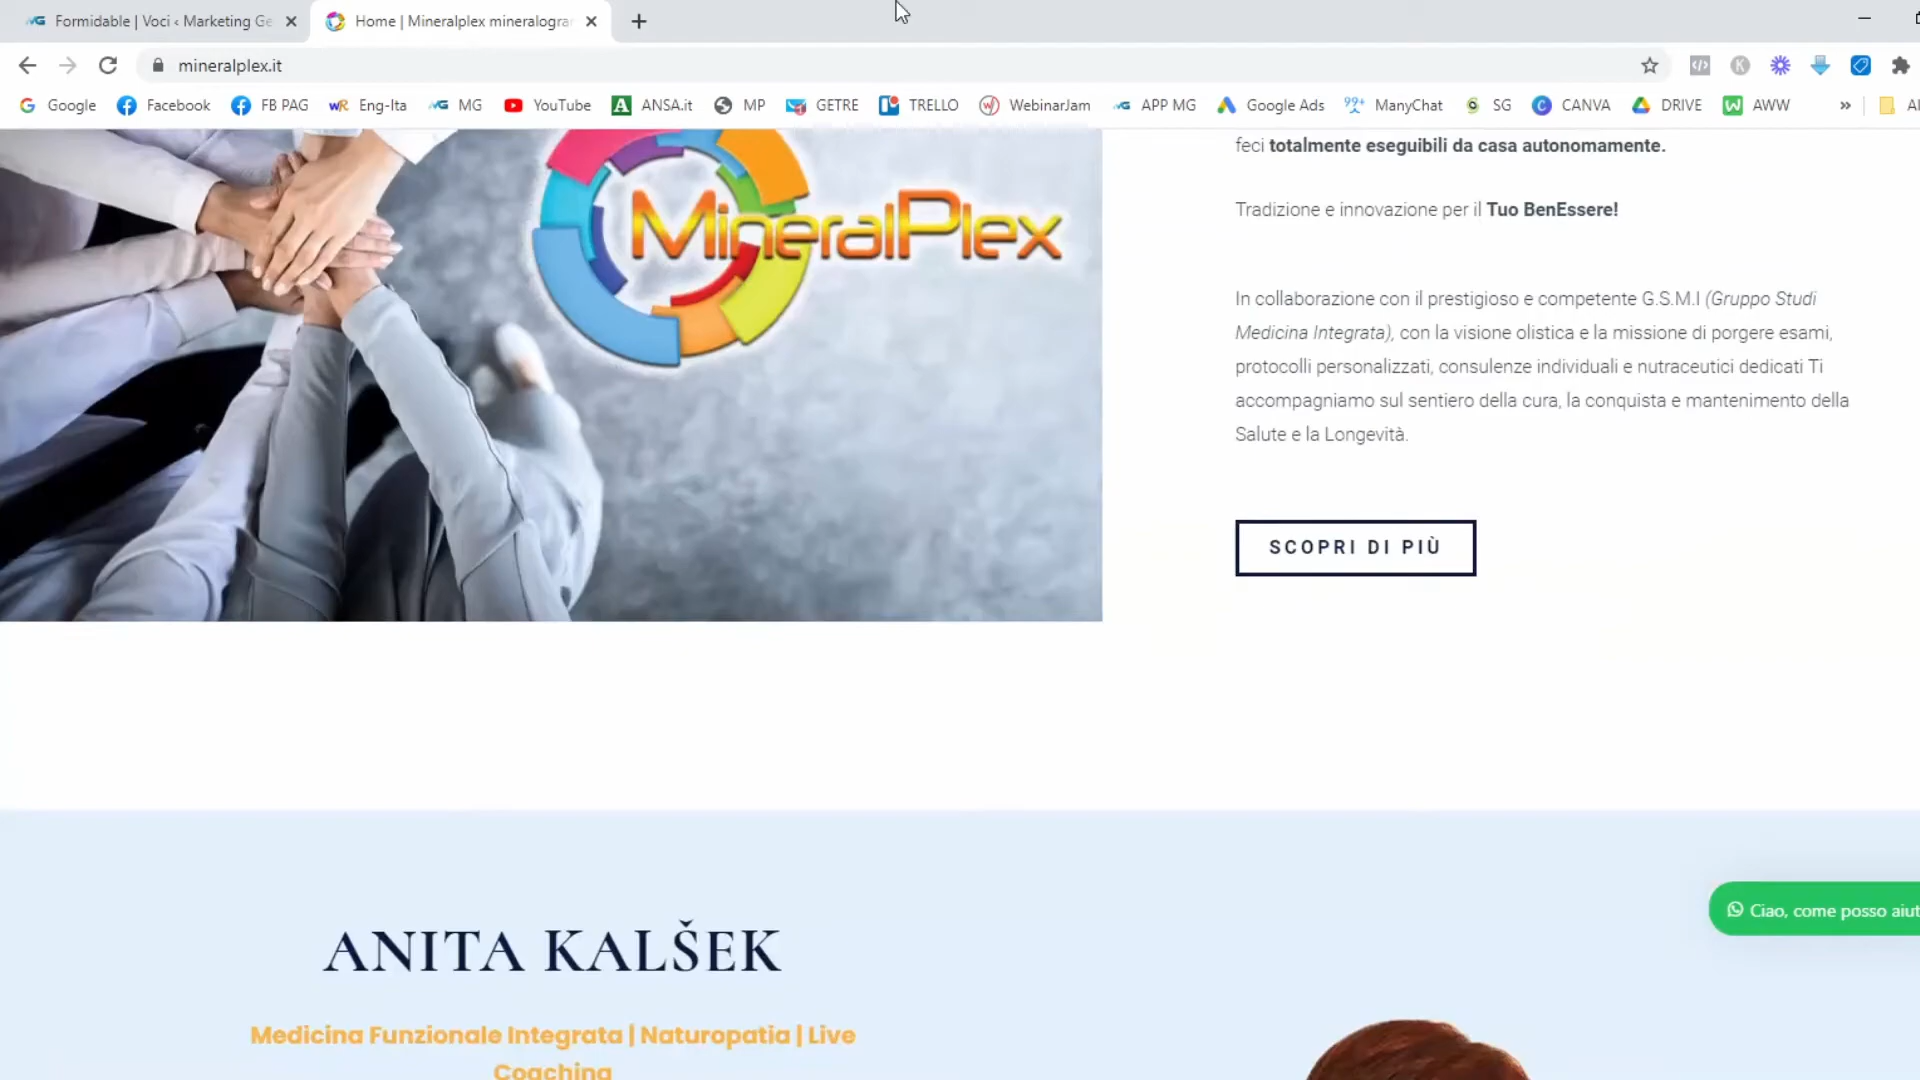 Formidable | Voci ‹ Marketing Ge
Home | Mineralplex minealogra
mineralplex.it
Google
Facebook
FB PAG
Eng-Ita
MG
YouTube
ANSA.it
MP
GETRE
TRELLO
WebinarJam
APP MG
Google Ads
99+
ManyChat
SG
CANVA
DRIVE
AWW
»
MineralPlex
feci totalmente eseguibili da casa autonomamente.
Tradizione e innovazione per il Tuo BenEssere!
In collaborazione con il prestigioso e competente G.S.M.I (Gruppo Studi
Medicina Integrata), con la visione olistica e la missione di porgere esami,
protocolli personalizzati, consulenze individuali e nutraceutici dedicati Ti
accompagniamo sul sentiero della cura, la conquista e mantenimento della
Salute e la Longevità.
SCOPRI DI PIÙ
Ciao, come posso aiut
ANITA KALŠEK
Medicina Funzionale Integrata | Naturopatia | Live
Coaching